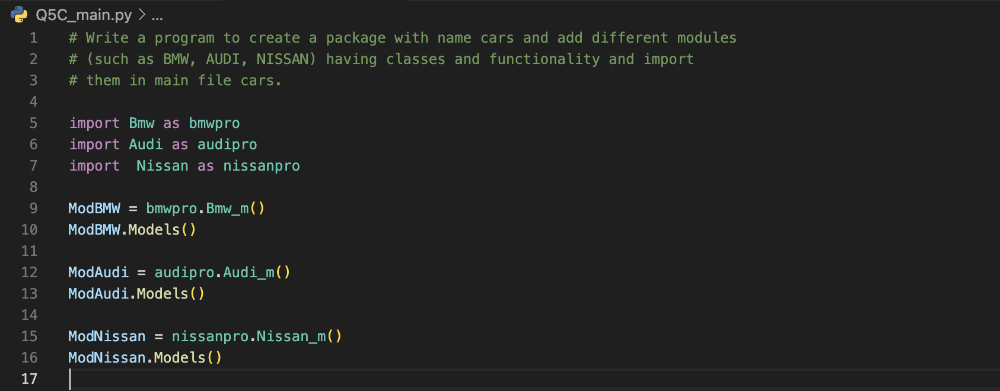 Q5C_main.py > ...
1 # Write a program to create a package with name cars and add different modules
2 # (such as BMW, AUDI, NISSAN) having classes and functionality and import
3 # them in main file cars.
4
5 import Bmw as bmwpro
6 import Audi as audipro
7 import  Nissan as nissanpro
8
9 ModBMW = bmwpro.Bmw_m()
10 ModBMW.Models()
11
12 ModAudi = audipro.Audi_m()
13 ModAudi.Models()
14
15 ModNissan = nissanpro.Nissan_m()
16 ModNissan.Models()
17